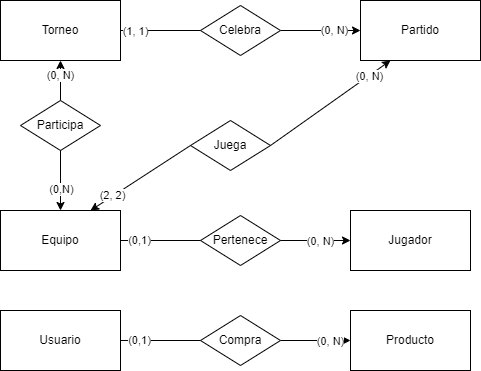 Torneo
(1, 1)
Celebra
(0, N)
Partido
(0, N)
(0, N)
Participa
Juega
(0,N)
(2, 2)
Equipo
(0,1)
Pertenece
(0, N)
Jugador
Usuario
(0,1)
Compra
(0, N)
Producto